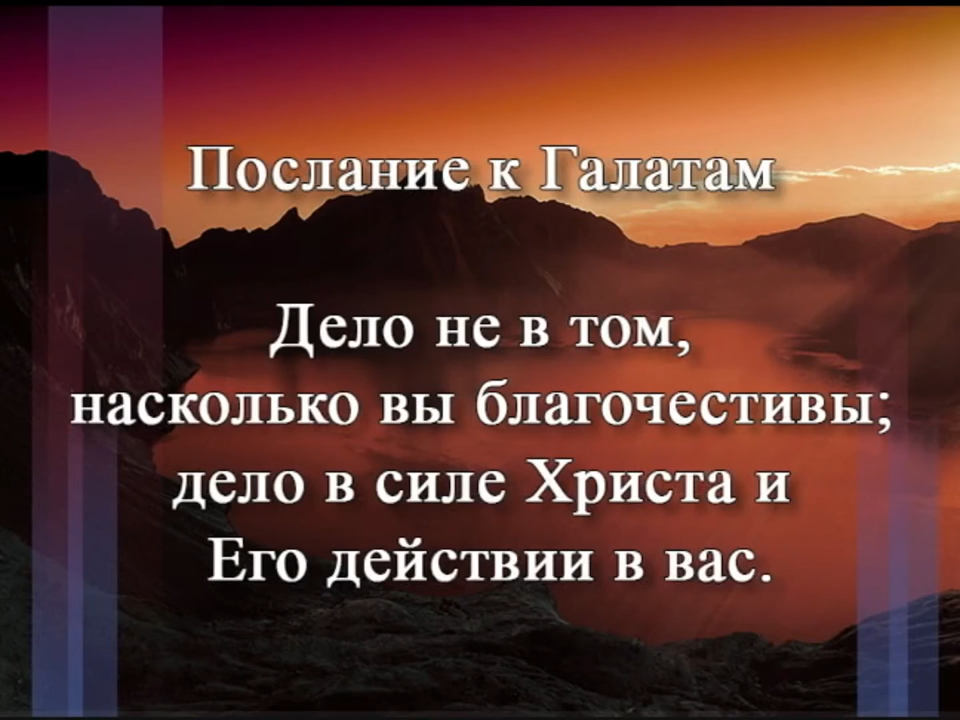 Послание к Галатам
Дело не в том,
насколько вы благочестивы;
дело в силе Христа и
Его действии в вас.